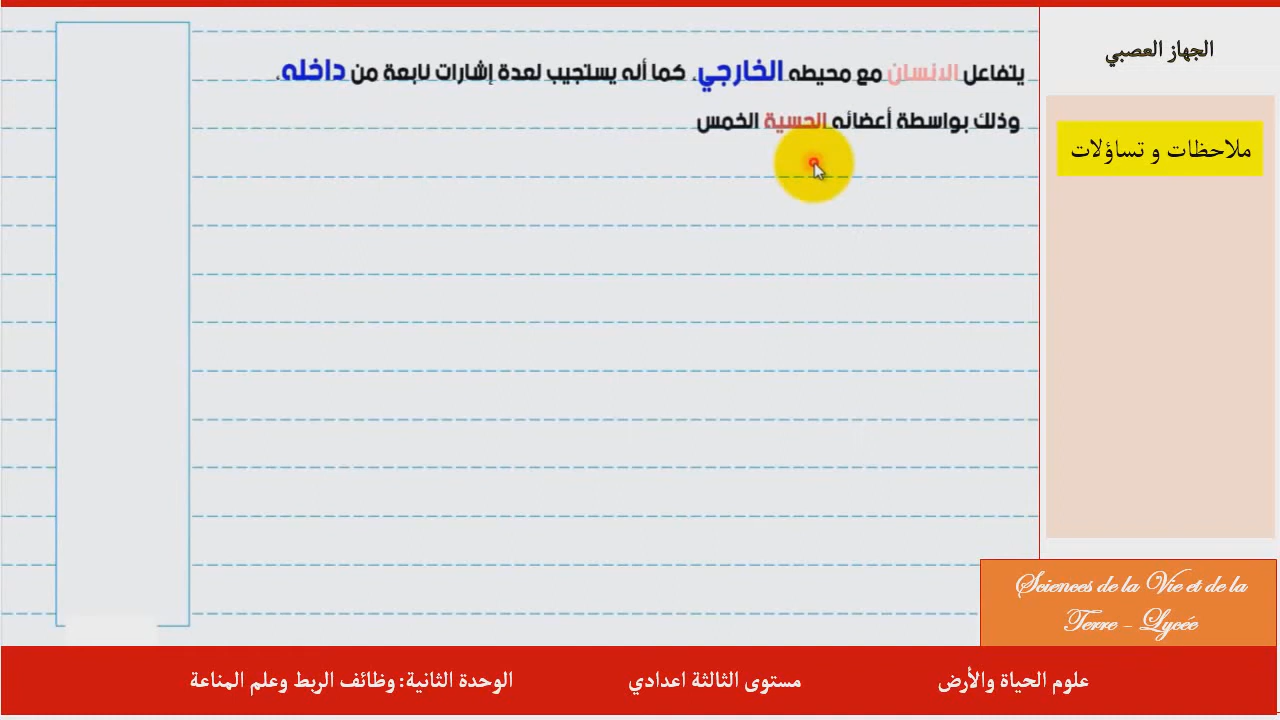 الجهاز العصبي
ملاحظات و تساؤلات
يتفاعل الانسان مع محيطه الخارجي، كما أنه يستجيب لعدة إشارات نابعة من داخله،
وذلك بواسطة أعضائه الحسية الخمس
Sciences de la Vie et de la
Terre – Lycée
علوم الحياة والأرض
مستوى الثالثة اعدادي
الوحدة الثانية: وظائف الربط وعلم المناعة